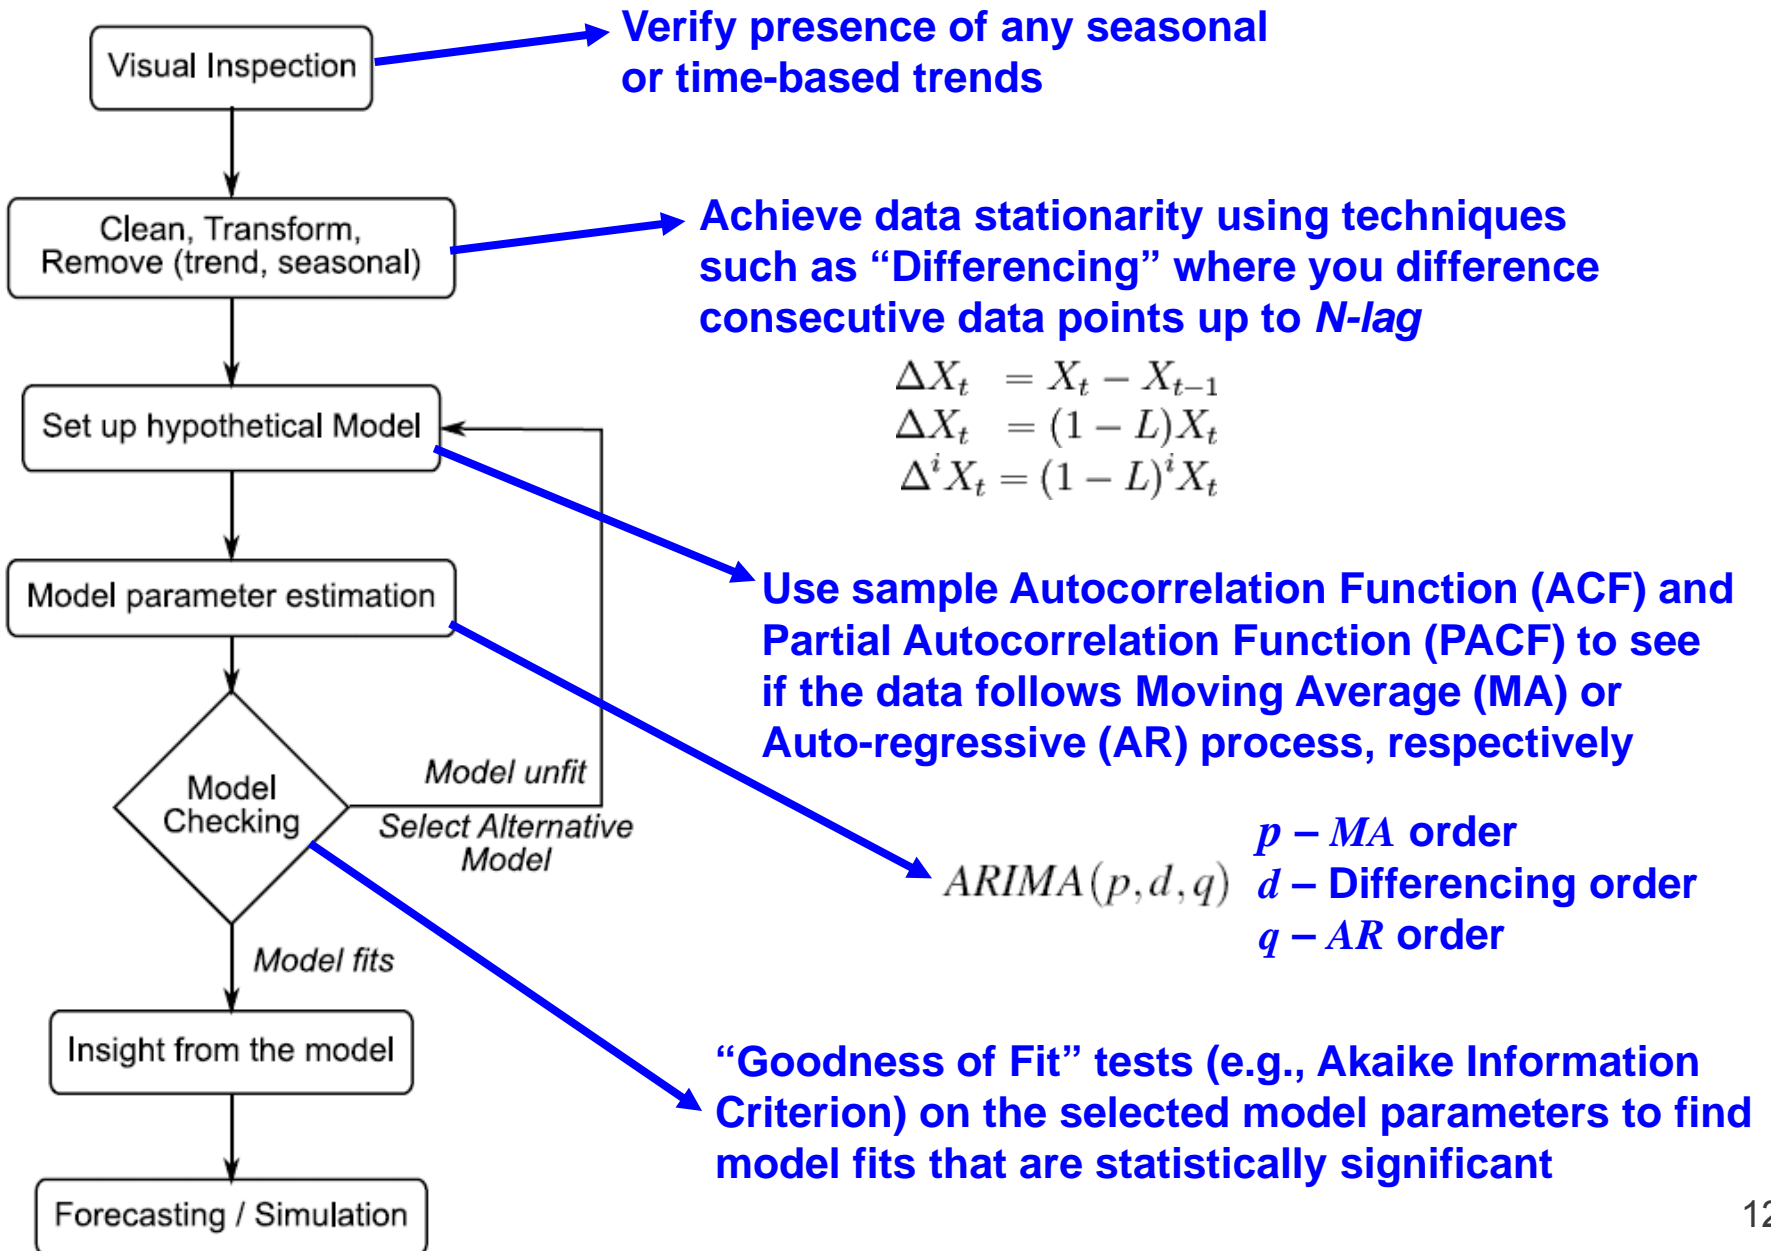 Visual Inspection
Verify presence of any seasonal
or time-based trends
Clean, Transform,
Remove (trend, seasonal)
Achieve data stationarity using techniques
such as “Differencing” where you difference
consecutive data points up to N-lag
ΔX_t = X_t − X_{t−1}
ΔX_t = (1 − L)X_t
Δ^i X_t = (1 − L)^i X_t
Set up hypothetical Model
Use sample Autocorrelation Function (ACF) and
Partial Autocorrelation Function (PACF) to see
if the data follows Moving Average (MA) or
Auto-regressive (AR) process, respectively
Model parameter estimation
ARIMA(p,d,q)
p – MA order
d – Differencing order
q – AR order
Model
Checking
Model unfit
Select Alternative
Model
“Goodness of Fit” tests (e.g., Akaike Information
Criterion) on the selected model parameters to find
model fits that are statistically significant
Model fits
Insight from the model
Forecasting / Simulation
12